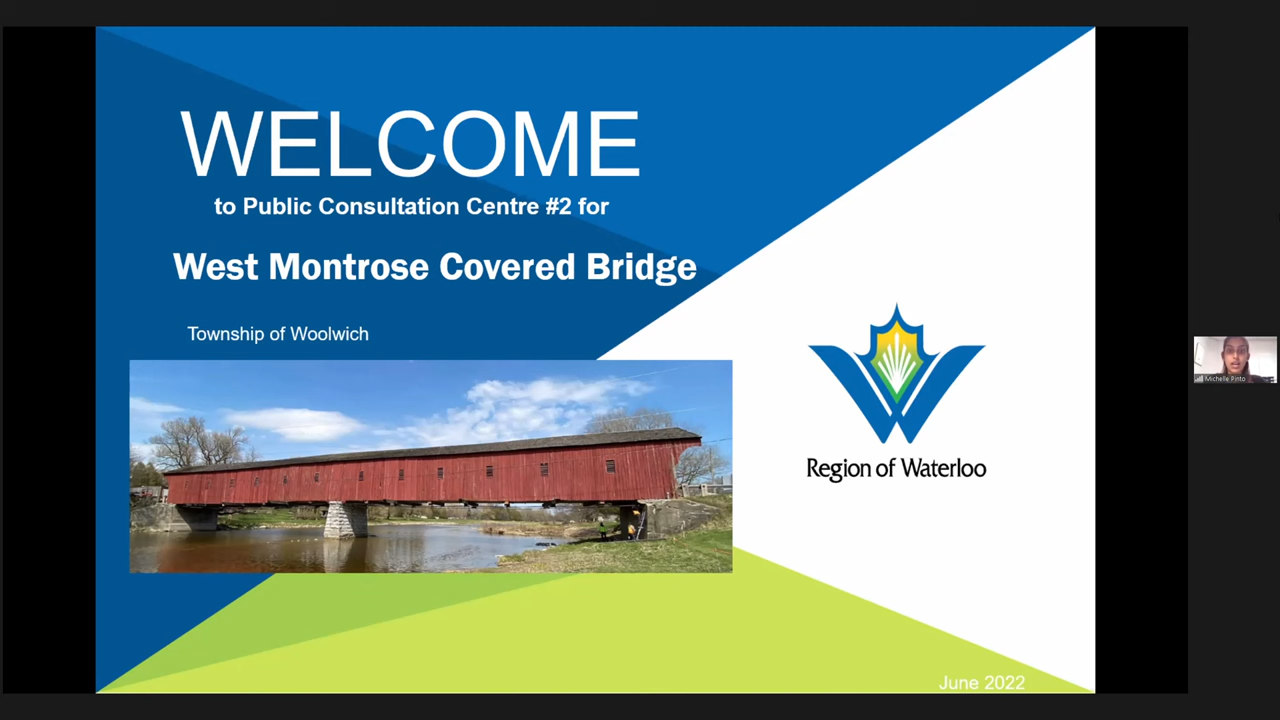 WELCOME
to Public Consultation Centre #2 for
West Montrose Covered Bridge
Township of Woolwich
Region of Waterloo
Michelle Pinto
June 2022